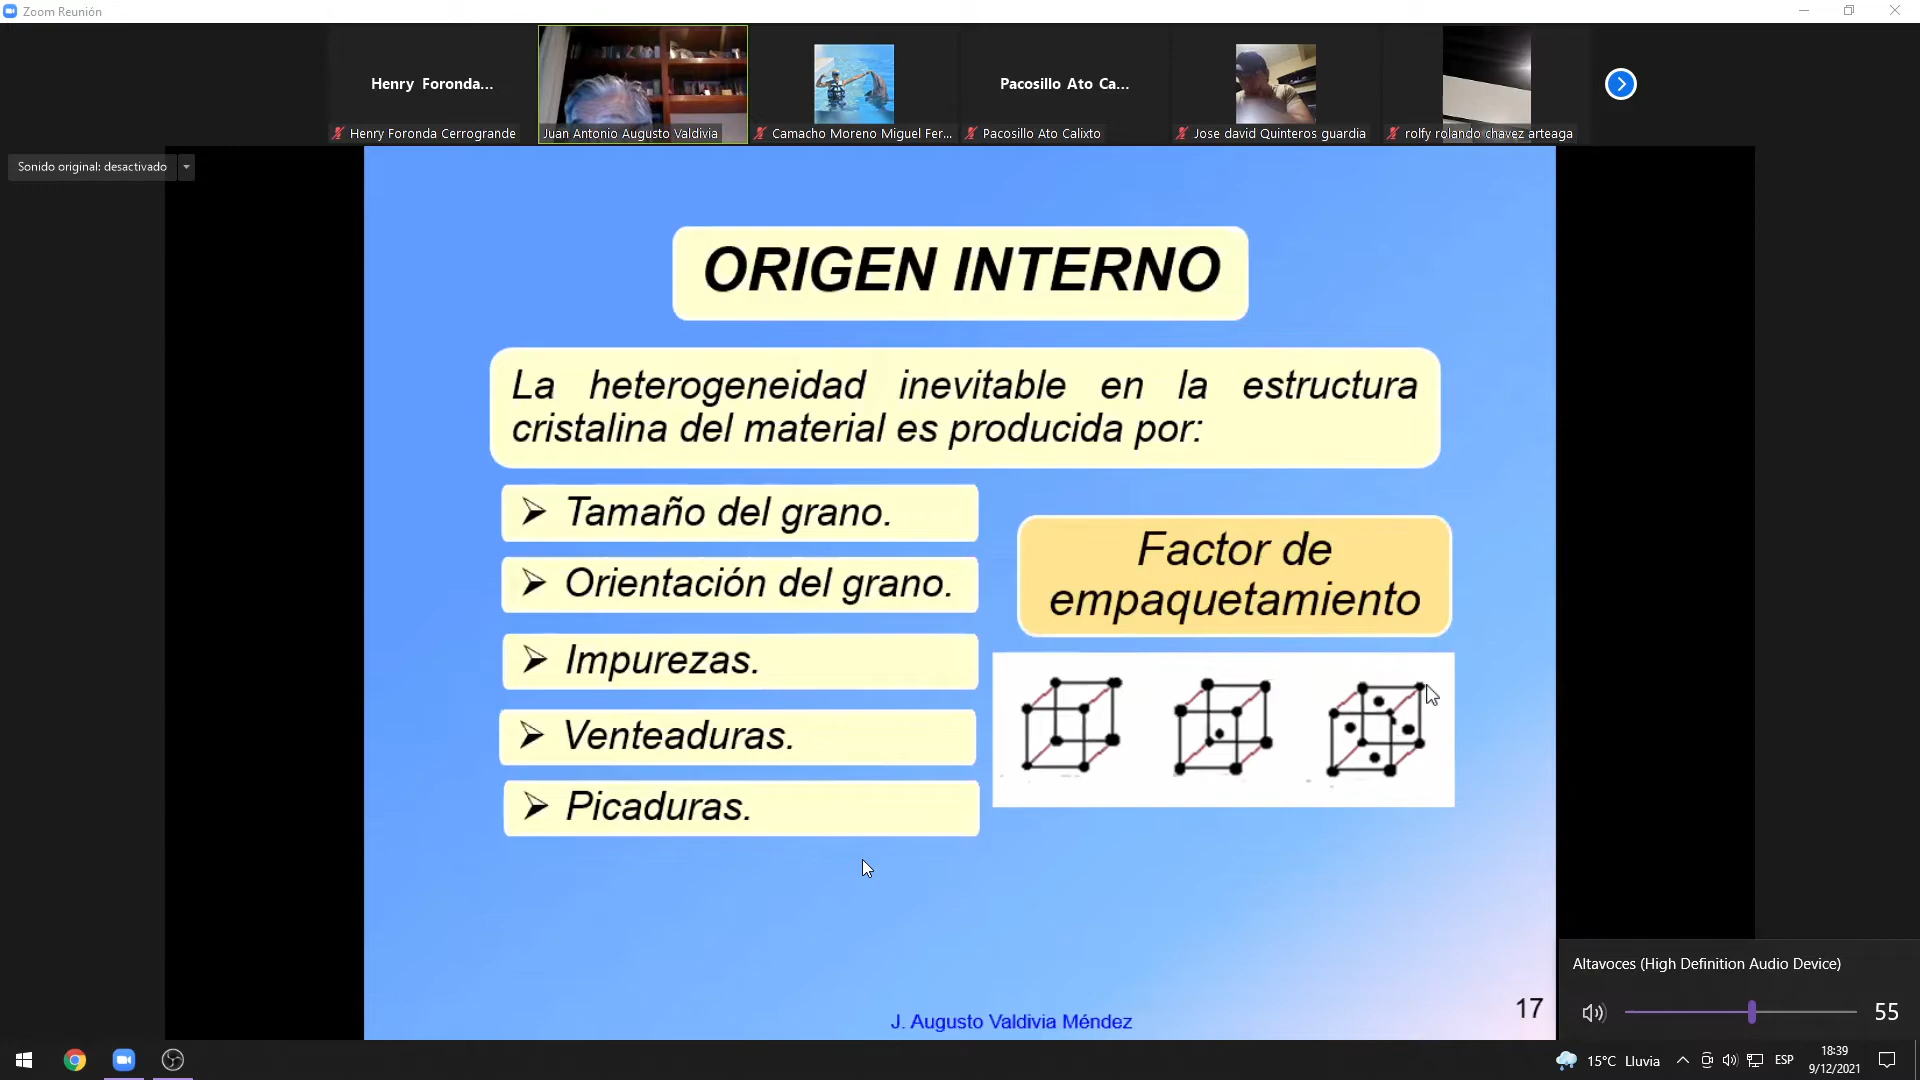 Zoom Reunión
Henry Foronda...
Pacosillo Ato Ca...
Henry Foronda Cerrogrande
Juan Antonio Augusto Valdivia
Camacho Moreno Miguel Fer...
Pacosillo Ato Calixto
Jose david Quinteros guardia
rolfy rolando chavez arteaga
Sonido original: desactivado
ORIGEN INTERNO
La heterogeneidad inevitable en la estructura
cristalina del material es producida por:
➢ Tamaño del grano.
➢ Orientación del grano.
➢ Impurezas.
➢ Venteaduras.
➢ Picaduras.
Factor de
empaquetamiento
J. Augusto Valdivia Méndez
17
Altavoces (High Definition Audio Device)
55
15°C Lluvia
ESP
18:39
9/12/2021